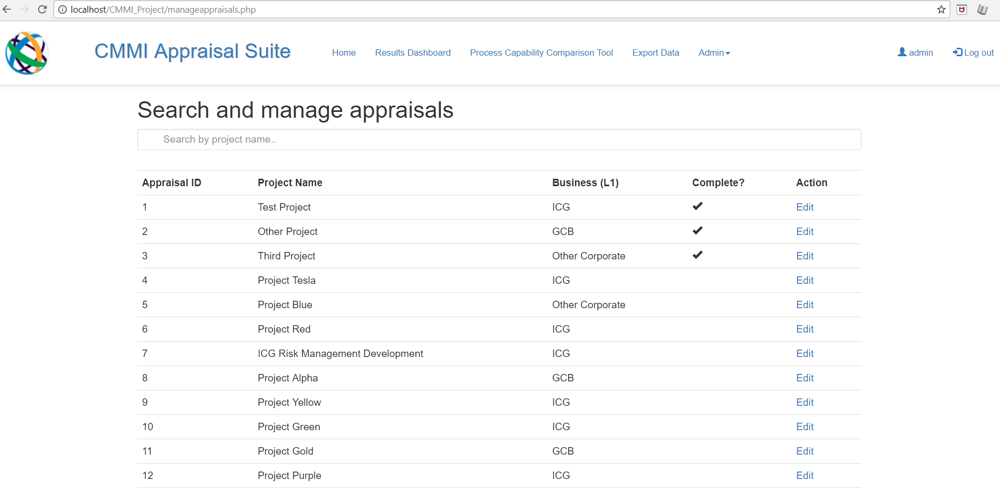 localhost/CMMI_Project/manageappraisals.php
CMMI Appraisal Suite Home Results Dashboard Process Capability Comparison Tool Export Data Admin admin Log out
Search and manage appraisals
Search by project name..
Appraisal ID Project Name Business (L1) Complete? Action
1 Test Project ICG ✔ Edit
2 Other Project GCB ✔ Edit
3 Third Project Other Corporate ✔ Edit
4 Project Tesla ICG Edit
5 Project Blue Other Corporate Edit
6 Project Red ICG Edit
7 ICG Risk Management Development ICG Edit
8 Project Alpha GCB Edit
9 Project Yellow ICG Edit
10 Project Green ICG Edit
11 Project Gold GCB Edit
12 Project Purple ICG Edit